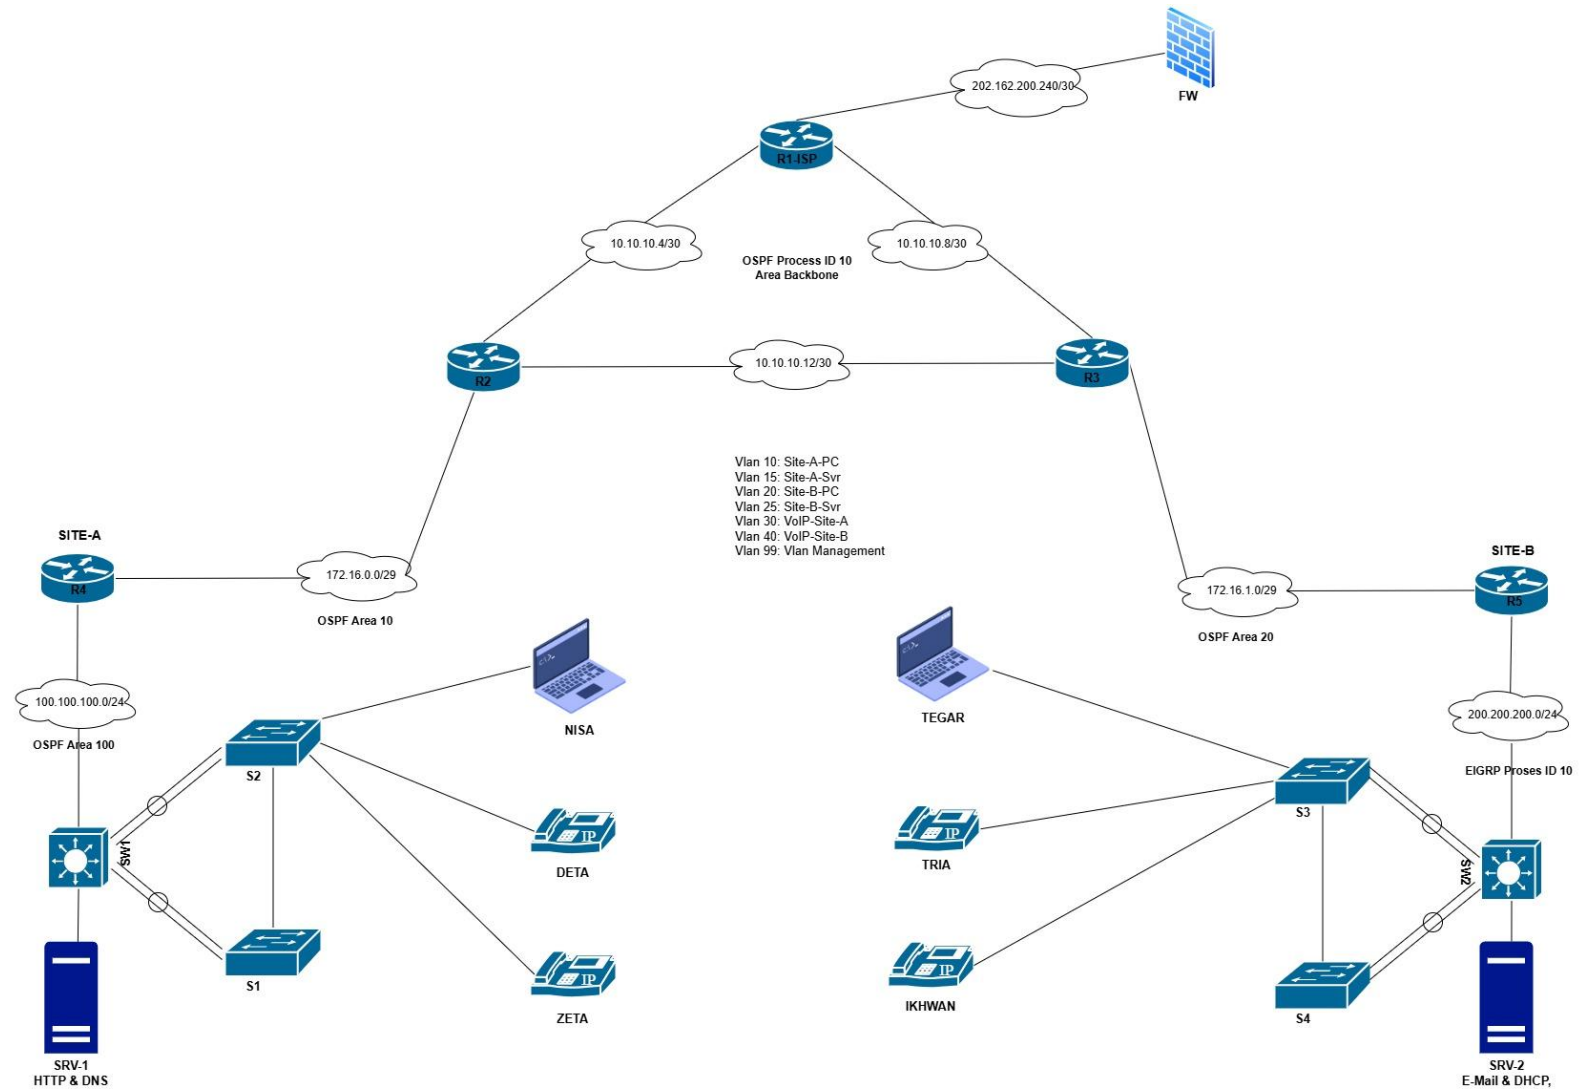 202.162.200.240/30
FW
R1-ISP
10.10.10.4/30
10.10.10.8/30
OSPF Process ID 10
Area Backbone
R2
10.10.10.12/30
R3
Vlan 10: Site-A-PC
Vlan 15: Site-A-Svr
Vlan 20: Site-B-PC
Vlan 25: Site-B-Svr
Vlan 30: VoIP-Site-A
Vlan 40: VoIP-Site-B
Vlan 99: Vlan Management
SITE-A
R4
172.16.0.0/29
OSPF Area 10
SITE-B
R5
172.16.1.0/29
OSPF Area 20
100.100.100.0/24
OSPF Area 100
NISA
TEGAR
200.200.200.0/24
EIGRP Proses ID 10
S2
S3
SW1
SW2
IP
DETA
IP
TRIA
S1
S4
IP
ZETA
IP
IKHWAN
SRV-1
HTTP & DNS
SRV-2
E-Mail & DHCP,